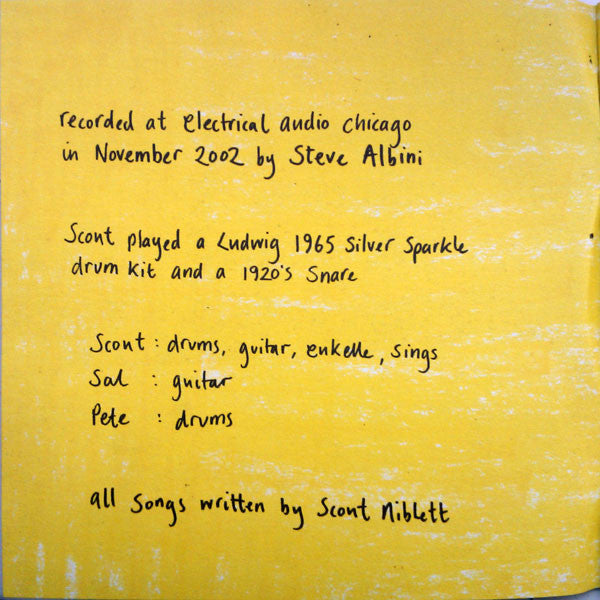 recorded at Electrical audio chicago
in November 2002 by Steve Albini
Scout played a Ludwig 1965 Silver Sparkle
drum kit and a 1920's Snare
Scout : drums, guitar, eukelele, sings
Sal : guitar
Pete : drums
all Songs written by Scout Niblett